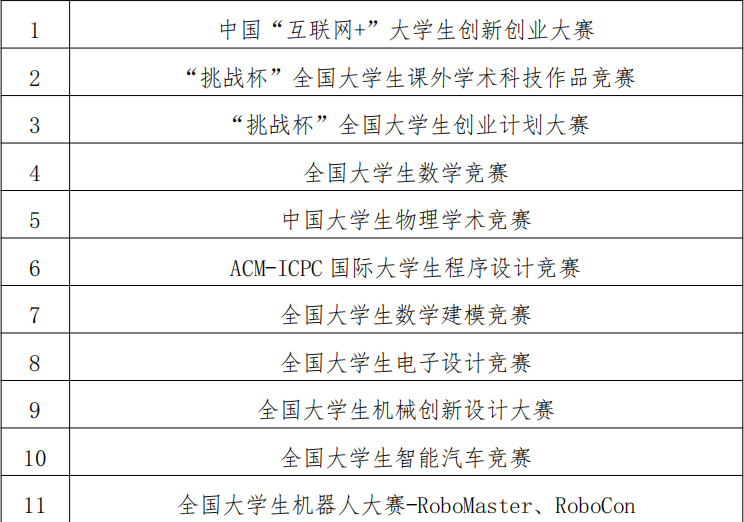 1 中国“互联网+”大学生创新创业大赛
2 “挑战杯”全国大学生课外学术科技作品竞赛
3 “挑战杯”全国大学生创业计划大赛
4 全国大学生数学竞赛
5 中国大学生物理学术竞赛
6 ACM-ICPC 国际大学生程序设计竞赛
7 全国大学生数学建模竞赛
8 全国大学生电子设计竞赛
9 全国大学生机械创新设计大赛
10 全国大学生智能汽车竞赛
11 全国大学生机器人大赛-RoboMaster、RoboCon